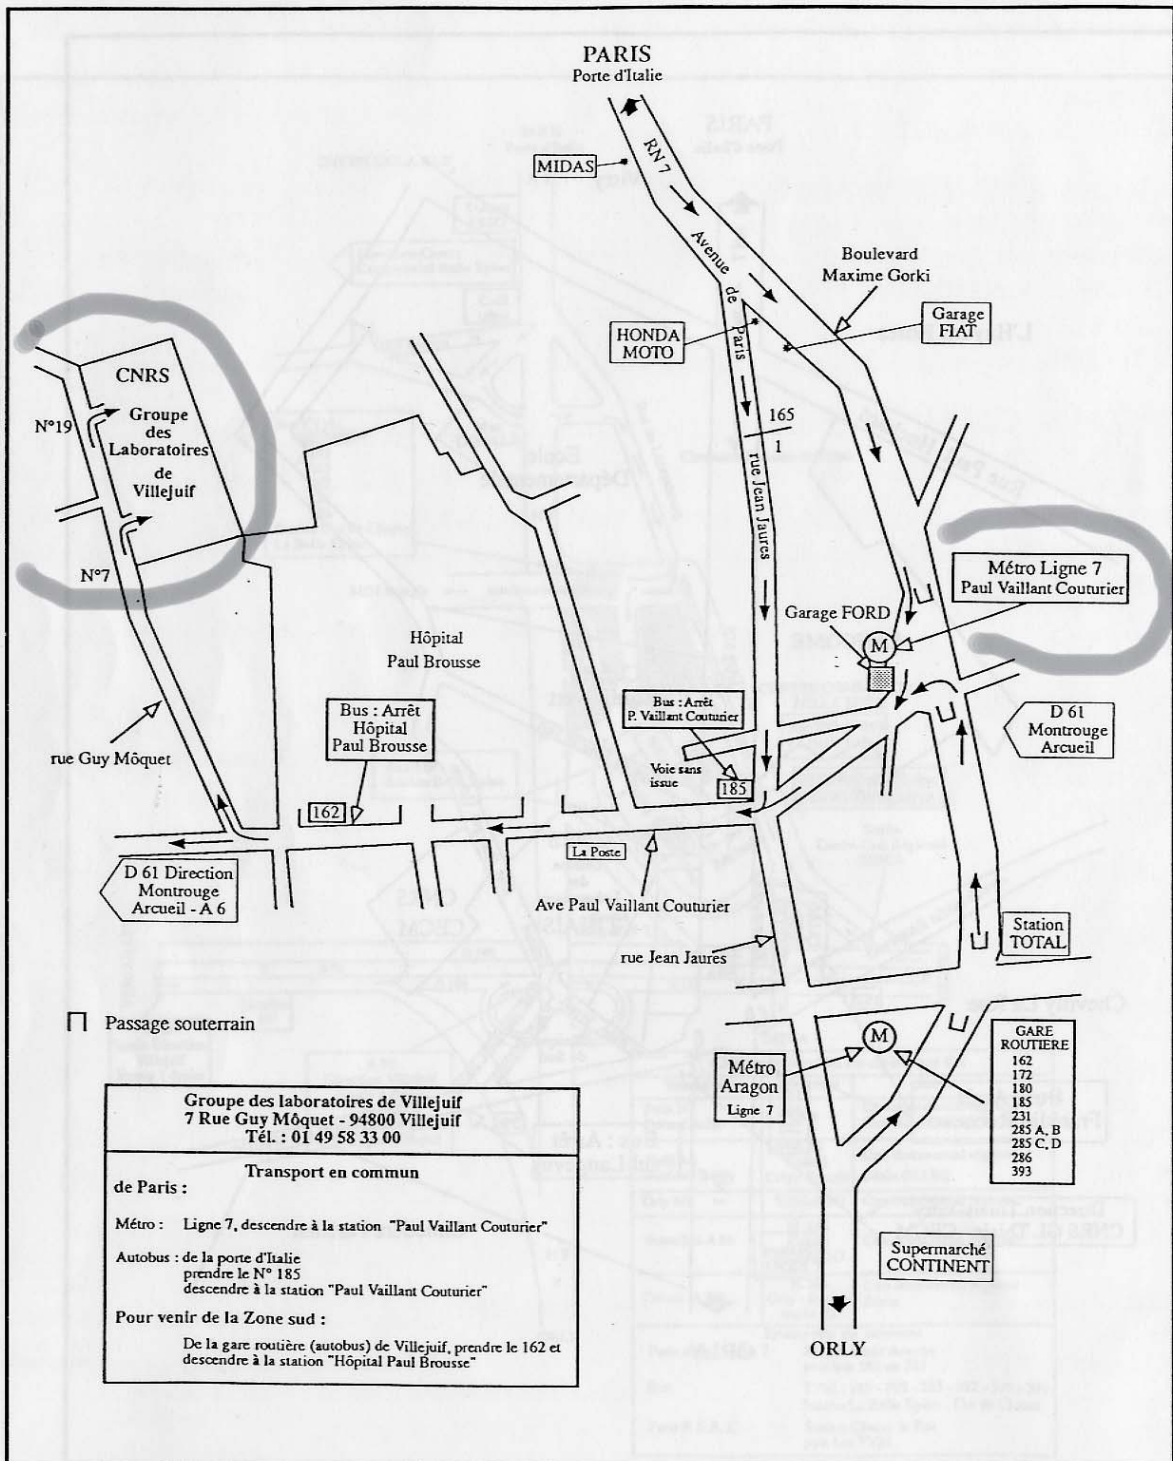 PARIS
Porte d'Italie
MIDAS
RN 7
Avenue de Paris
Boulevard
Maxime Gorki
HONDA
MOTO
Garage
FIAT
165
1
rue Jean Jaures
CNRS
Groupe
des
Laboratoires
de
Villejuif
N°19
N°7
Métro Ligne 7
Paul Vaillant Couturier
Garage FORD
M
Hôpital
Paul Brousse
Bus : Arrêt
Hôpital
Paul Brousse
Bus : Arrêt
P. Vaillant Couturier
D 61
Montrouge
Arcueil
rue Guy Môquet
Voie sans
issue
185
162
La Poste
D 61 Direction
Montrouge
Arcueil - A 6
Ave Paul Vaillant Couturier
rue Jean Jaures
Station
TOTAL
Passage souterrain
M
Métro
Aragon
Ligne 7
GARE
ROUTIERE
162
172
180
185
231
285 A, B
285 C, D
286
393
Groupe des laboratoires de Villejuif
7 Rue Guy Môquet - 94800 Villejuif
Tél. : 01 49 58 33 00
Transport en commun
de Paris :
Métro : Ligne 7, descendre à la station "Paul Vaillant Couturier"
Autobus : de la porte d'Italie
prendre le N° 185
descendre à la station "Paul Vaillant Couturier"
Pour venir de la Zone sud :
De la gare routière (autobus) de Villejuif, prendre le 162 et
descendre à la station "Hôpital Paul Brousse"
Supermarché
CONTINENT
ORLY